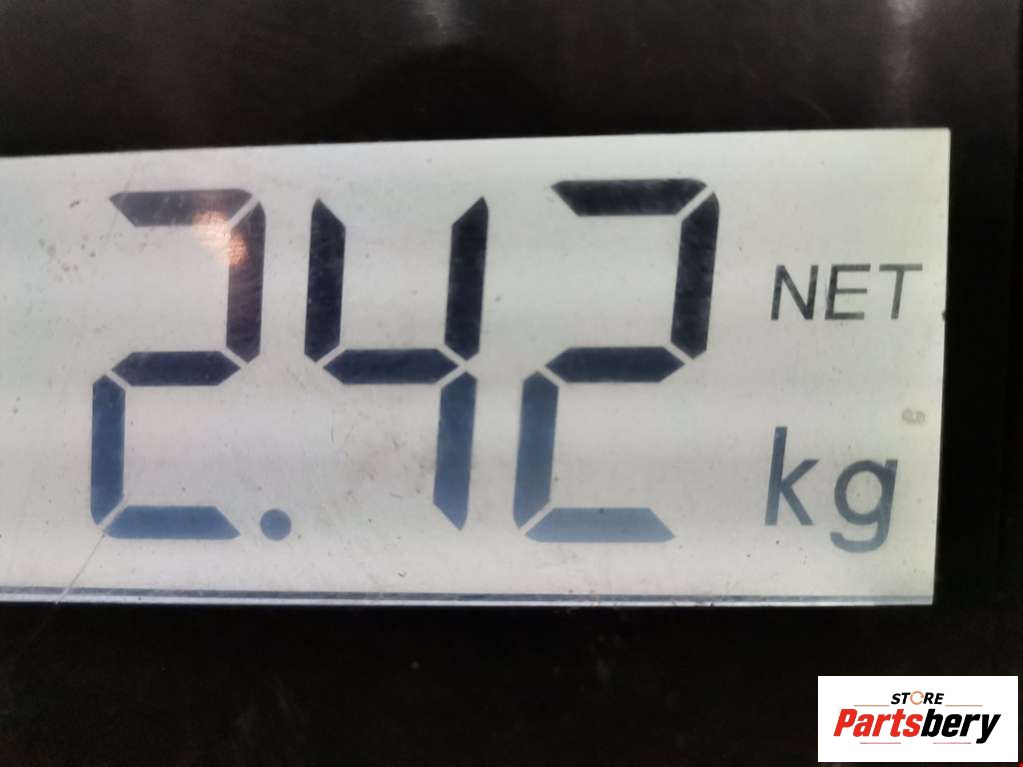 2.42 NET
kg
STORE
Partsbery